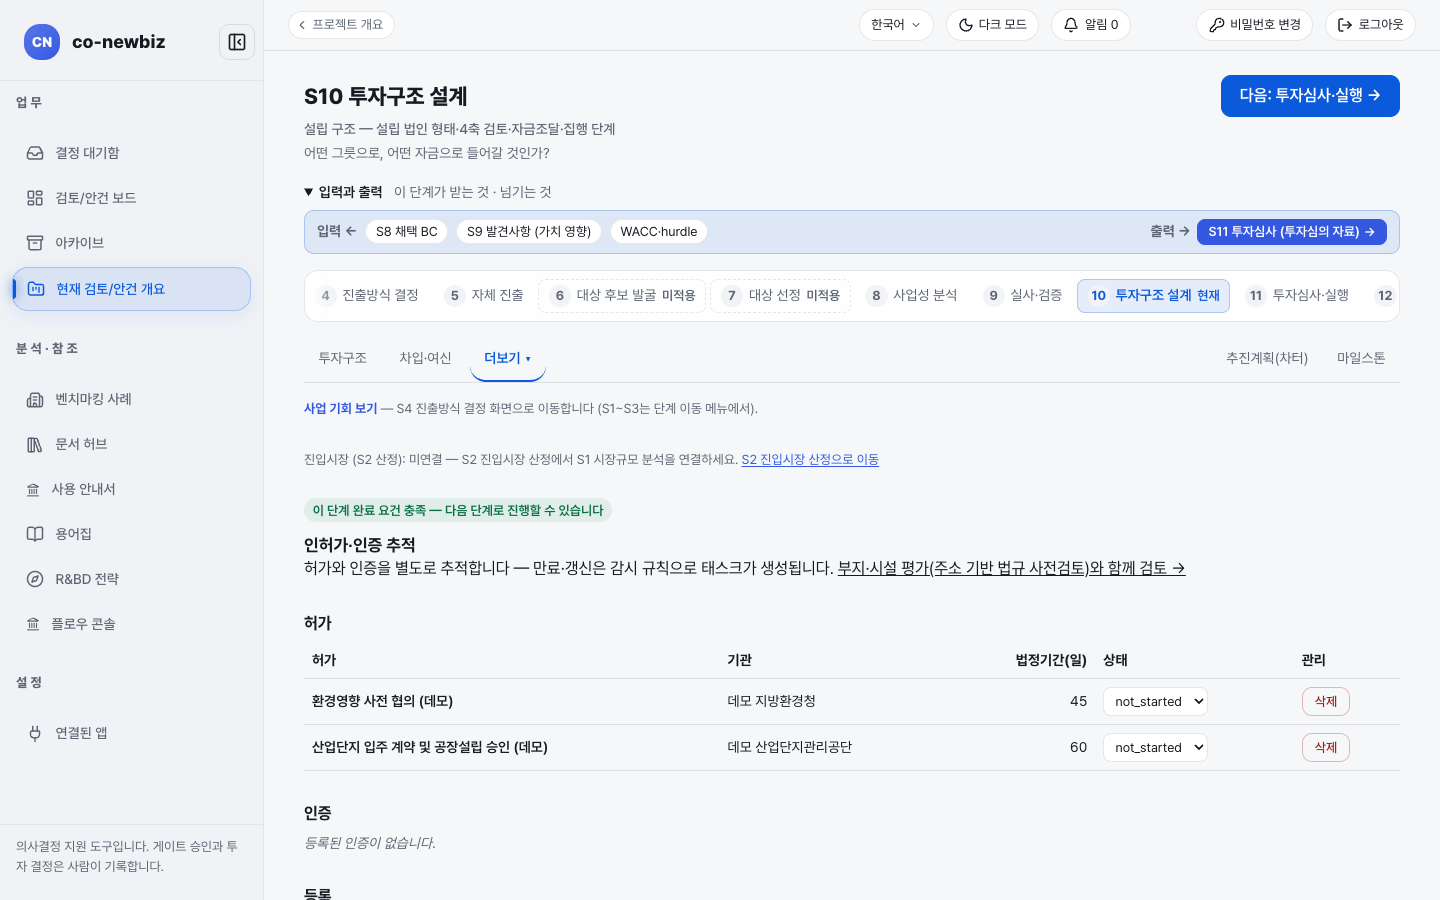 CN co-newbiz
업무
결정 대기함
검토/안건 보드
아카이브
현재 검토/안건 개요
분석·참조
벤치마킹 사례
문서 허브
사용 안내서
용어집
R&BD 전략
플로우 콘솔
설정
연결된 앱
의사결정 지원 도구입니다. 게이트 승인과 투
자 결정은 사람이 기록합니다.
프로젝트 개요
한국어
다크 모드
알림 0
비밀번호 변경
로그아웃
S10 투자구조 설계
다음: 투자심사·실행 →
설립 구조 — 설립 법인 형태·4축 검토·자금조달·집행 단계
어떤 그릇으로, 어떤 자금으로 들어갈 것인가?
▼ 입력과 출력 이 단계가 받는 것 · 넘기는 것
입력 ← S8 채택 BC S9 발견사항 (가치 영향) WACC·hurdle 출력 → S11 투자심사 (투자심의 자료) →
4 진출방식 결정 5 자체 진출 6 대상 후보 발굴 미적용 7 대상 선정 미적용 8 사업성 분석 9 실사·검증 10 투자구조 설계 현재 11 투자심사·실행 12
투자구조 차입·여신 더보기 ▾ 추진계획(차터) 마일스톤
사업 기회 보기 — S4 진출방식 결정 화면으로 이동합니다 (S1~S3는 단계 이동 메뉴에서).
진입시장 (S2 산정): 미연결 — S2 진입시장 산정에서 S1 시장규모 분석을 연결하세요. S2 진입시장 산정으로 이동
이 단계 완료 요건 충족 — 다음 단계로 진행할 수 있습니다
인허가·인증 추적
허가와 인증을 별도로 추적합니다 — 만료·갱신은 감시 규칙으로 태스크가 생성됩니다. 부지·시설 평가(주소 기반 법규 사전검토)와 함께 검토 →
허가
허가 기관 법정기간(일) 상태 관리
환경영향 사전 협의 (데모) 데모 지방환경청 45 not_started 삭제
산업단지 입주 계약 및 공장설립 승인 (데모) 데모 산업단지관리공단 60 not_started 삭제
인증
등록된 인증이 없습니다.
등록